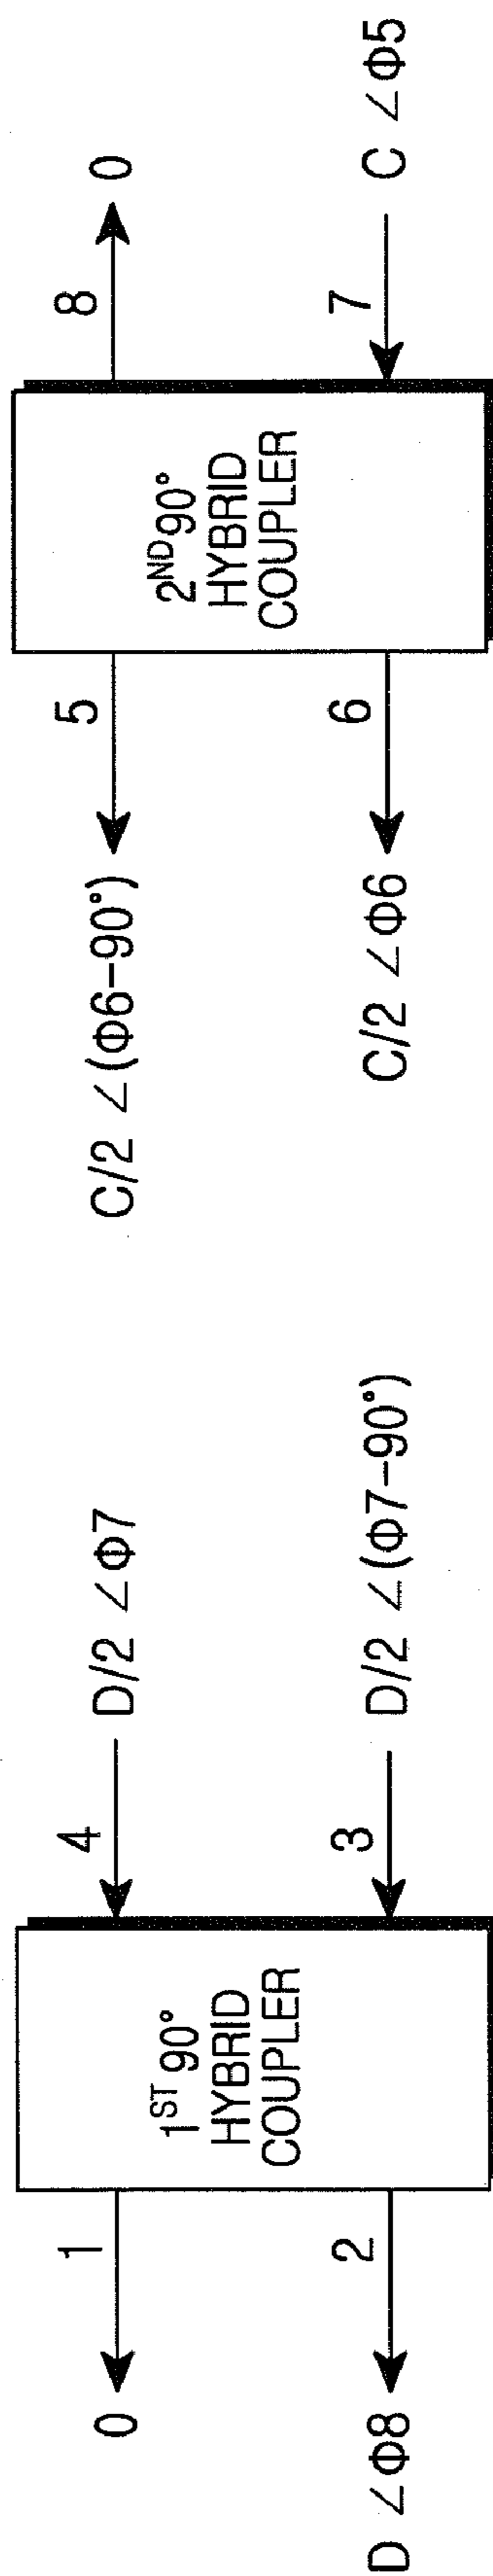 0
1
D ∠Φ8
2
1ST 90°
HYBRID
COUPLER
4
D/2 ∠Φ7
3
D/2 ∠(Φ7-90°)
C/2 ∠(Φ6-90°)
5
C/2 ∠Φ6
6
2ND 90°
HYBRID
COUPLER
8
0
7
C ∠Φ5